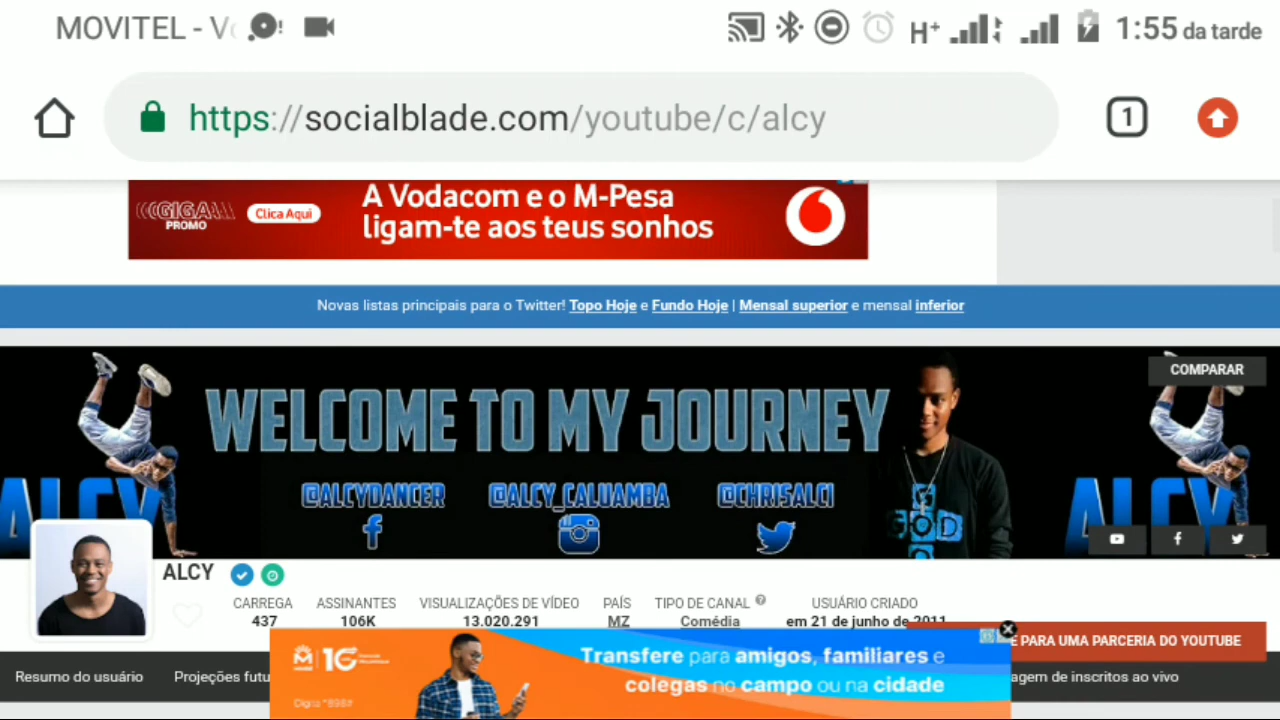 MOVITEL - Vo
H+
1:55 da tarde
https://socialblade.com/youtube/c/alcy
1
GIGA
PROMO
Clica Aqui
A Vodacom e o M-Pesa
ligam-te aos teus sonhos
Novas listas principais para o Twitter! Topo Hoje e Fundo Hoje | Mensal superior e mensal inferior
COMPARAR
WELCOME TO MY JOURNEY
@ALCYDANCER
@ALCY_CALUAMBA
@CHRISALCI
ALCY
ALCY
GOD
ALCY
CARREGA
437
ASSINANTES
106K
VISUALIZAÇÕES DE VÍDEO
13.020.291
PAÍS
MZ
TIPO DE CANAL
Comédia
USUÁRIO CRIADO
em 21 de junho de 2011
E PARA UMA PARCERIA DO YOUTUBE
Resumo do usuário
Projeções futu
agem de inscritos ao vivo
Transfere para amigos, familiares e
colegas no campo ou na cidade
Digita *898#